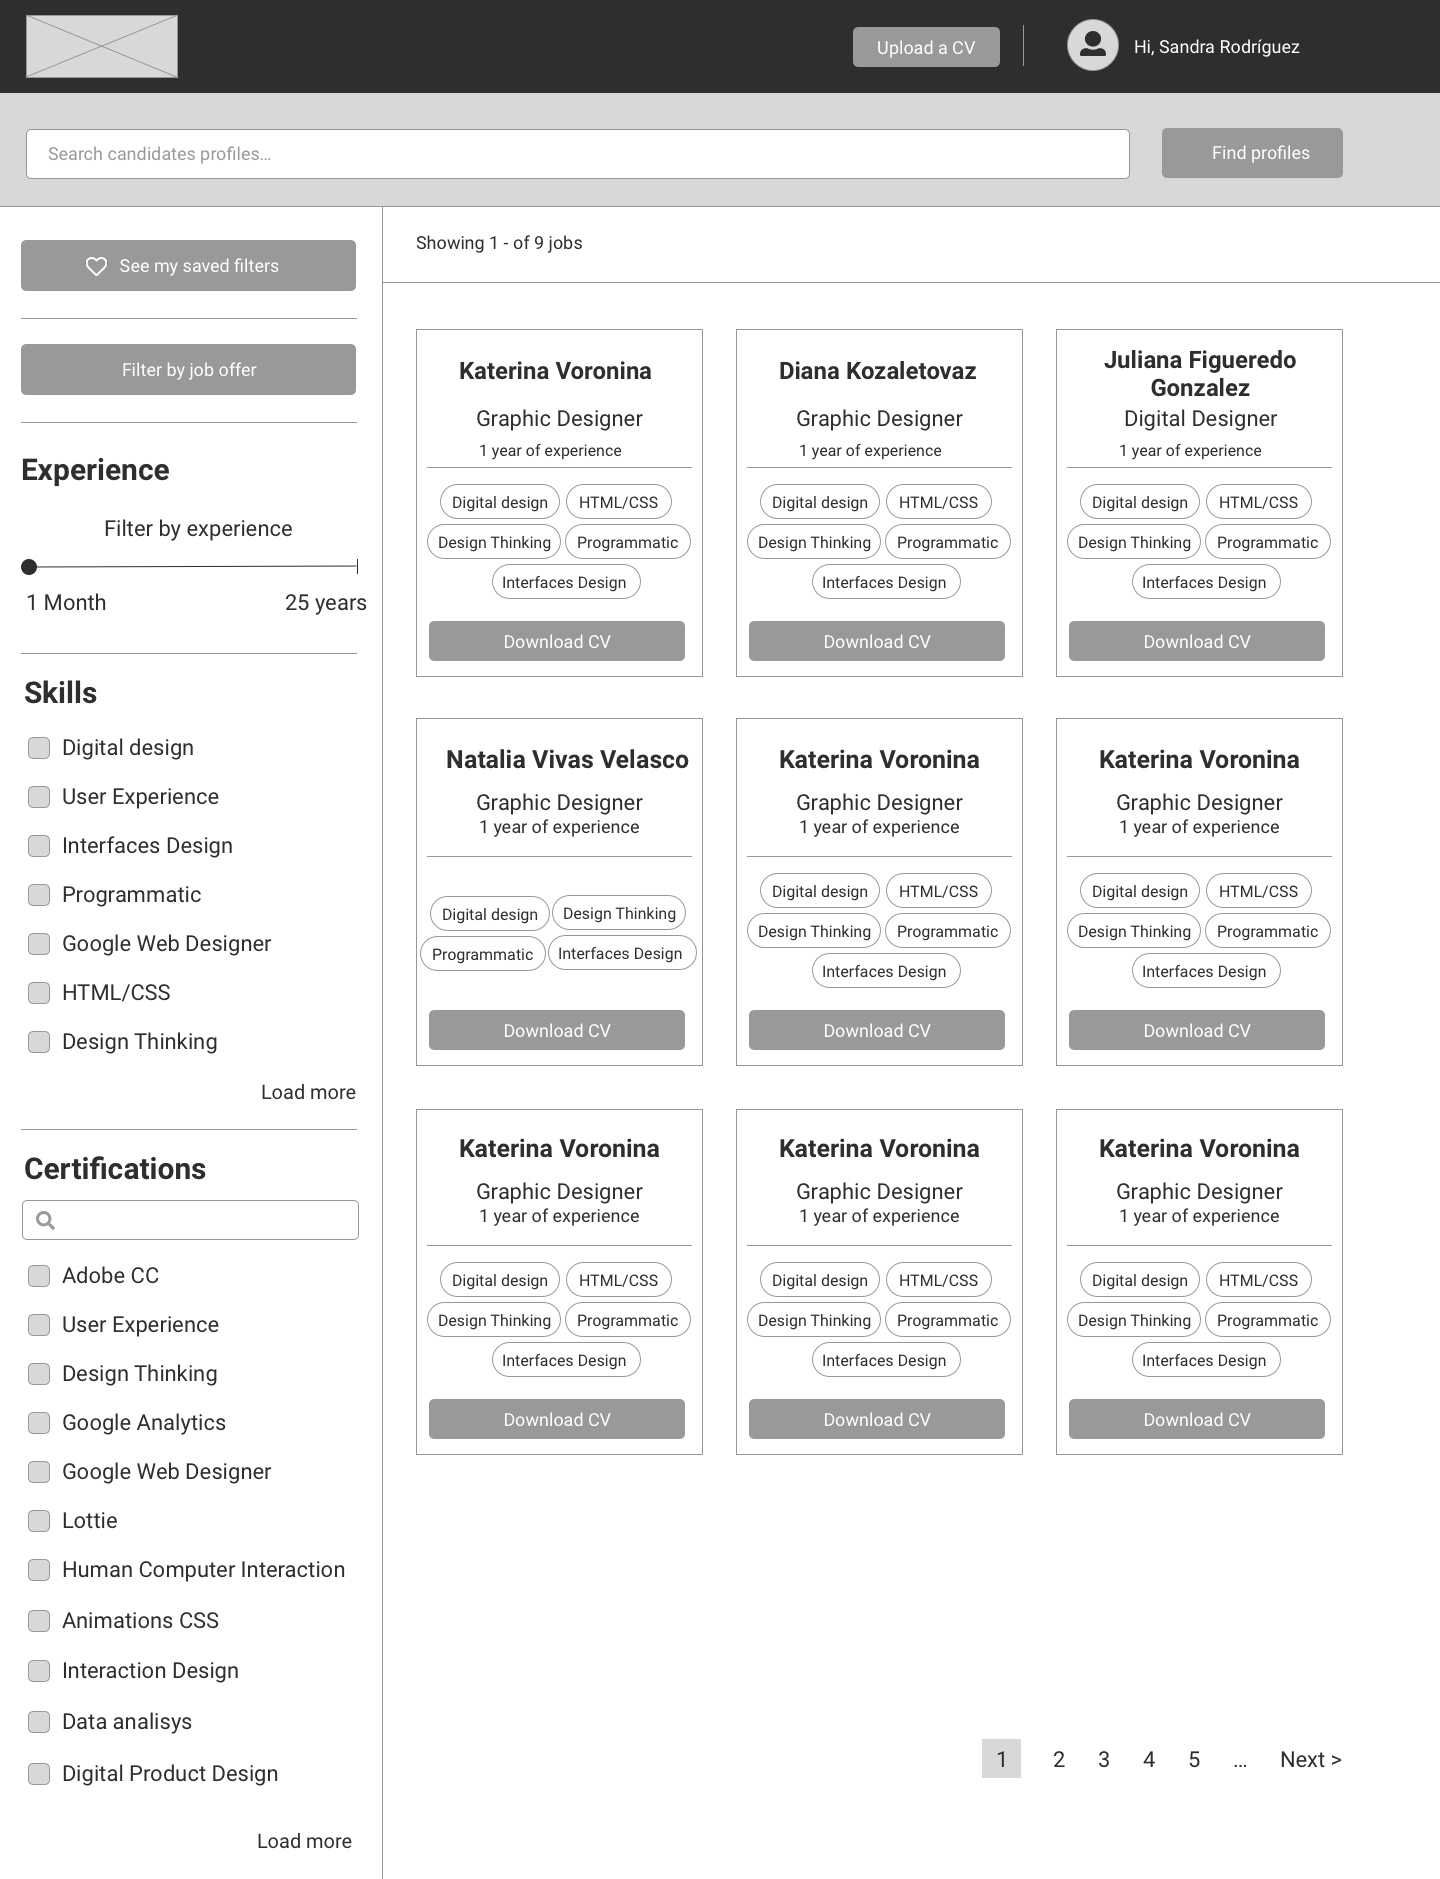 Upload a CV
Hi, Sandra Rodríguez
Search candidates profiles...
Find profiles
See my saved filters
Filter by job offer
Experience
Filter by experience
1 Month
25 years
Skills
Digital design
User Experience
Interfaces Design
Programmatic
Google Web Designer
HTML/CSS
Design Thinking
Load more
Certifications
Adobe CC
User Experience
Design Thinking
Google Analytics
Google Web Designer
Lottie
Human Computer Interaction
Animations CSS
Interaction Design
Data analisys
Digital Product Design
Load more
Showing 1 - of 9 jobs
Katerina Voronina
Graphic Designer
1 year of experience
Digital design
HTML/CSS
Design Thinking
Programmatic
Interfaces Design
Download CV
Diana Kozaletovaz
Graphic Designer
1 year of experience
Digital design
HTML/CSS
Design Thinking
Programmatic
Interfaces Design
Download CV
Juliana Figueredo
Gonzalez
Digital Designer
1 year of experience
Digital design
HTML/CSS
Design Thinking
Programmatic
Interfaces Design
Download CV
Natalia Vivas Velasco
Graphic Designer
1 year of experience
Digital design
Design Thinking
Programmatic
Interfaces Design
Download CV
Katerina Voronina
Graphic Designer
1 year of experience
Digital design
HTML/CSS
Design Thinking
Programmatic
Interfaces Design
Download CV
Katerina Voronina
Graphic Designer
1 year of experience
Digital design
HTML/CSS
Design Thinking
Programmatic
Interfaces Design
Download CV
Katerina Voronina
Graphic Designer
1 year of experience
Digital design
HTML/CSS
Design Thinking
Programmatic
Interfaces Design
Download CV
Katerina Voronina
Graphic Designer
1 year of experience
Digital design
HTML/CSS
Design Thinking
Programmatic
Interfaces Design
Download CV
Katerina Voronina
Graphic Designer
1 year of experience
Digital design
HTML/CSS
Design Thinking
Programmatic
Interfaces Design
Download CV
1 2 3 4 5 ... Next >